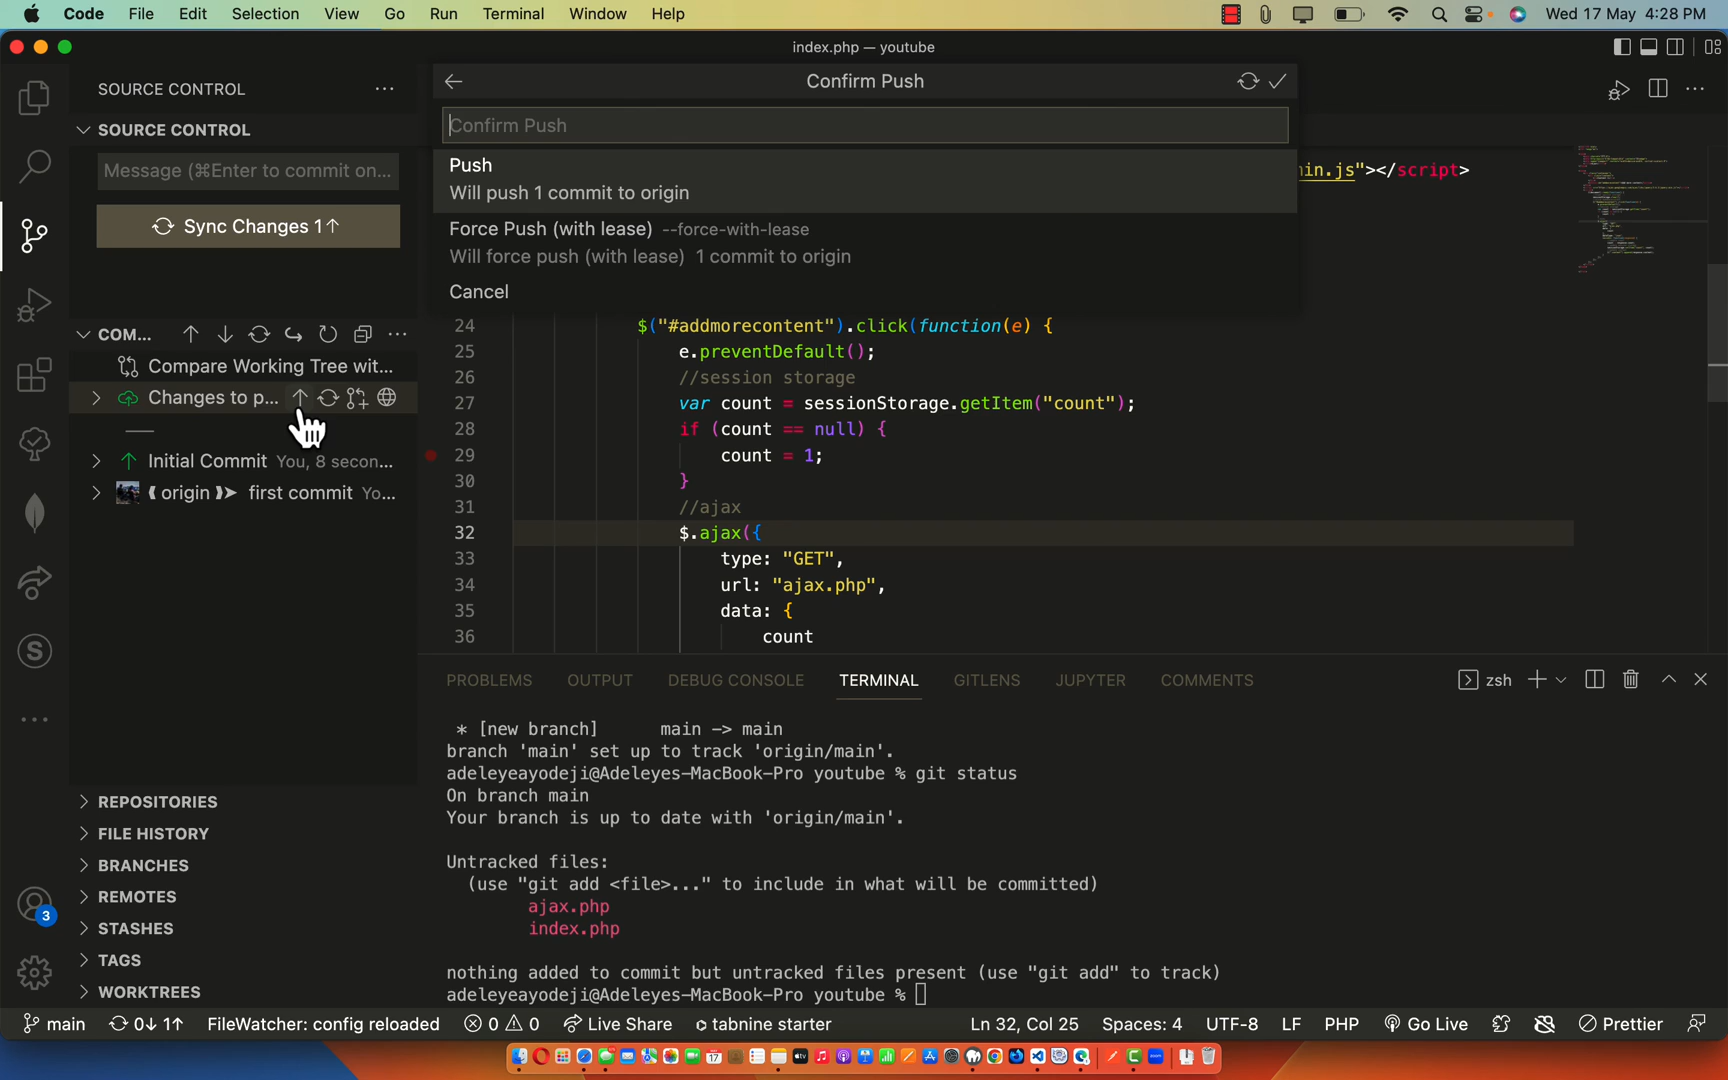 Code File Edit Selection View Go Run Terminal Window Help Wed 17 May 4:28 PM
index.php — youtube
SOURCE CONTROL
SOURCE CONTROL
Message (⌘Enter to commit on...
Sync Changes 1↑
COM...
Compare Working Tree wit...
Changes to p...
Initial Commit You, 8 secon...
origin first commit Yo...
REPOSITORIES
FILE HISTORY
BRANCHES
REMOTES
STASHES
TAGS
WORKTREES
3
Confirm Push
Confirm Push
Push
Will push 1 commit to origin
Force Push (with lease) --force-with-lease
Will force push (with lease) 1 commit to origin
Cancel
in.js"></script>
24 $("#addmorecontent").click(function(e) {
25 e.preventDefault();
26 //session storage
27 var count = sessionStorage.getItem("count");
28 if (count == null) {
29 count = 1;
30 }
31 //ajax
32 $.ajax({
33 type: "GET",
34 url: "ajax.php",
35 data: {
36 count
PROBLEMS OUTPUT DEBUG CONSOLE TERMINAL GITLENS JUPYTER COMMENTS zsh
* [new branch] main -> main
branch 'main' set up to track 'origin/main'.
adeleyeayodeji@Adeleyes-MacBook-Pro youtube % git status
On branch main
Your branch is up to date with 'origin/main'.
Untracked files:
(use "git add <file>..." to include in what will be committed)
ajax.php
index.php
nothing added to commit but untracked files present (use "git add" to track)
adeleyeayodeji@Adeleyes-MacBook-Pro youtube %
main 0↓ 1↑ FileWatcher: config reloaded 0 0 Live Share tabnine starter Ln 32, Col 25 Spaces: 4 UTF-8 LF PHP Go Live Prettier
17